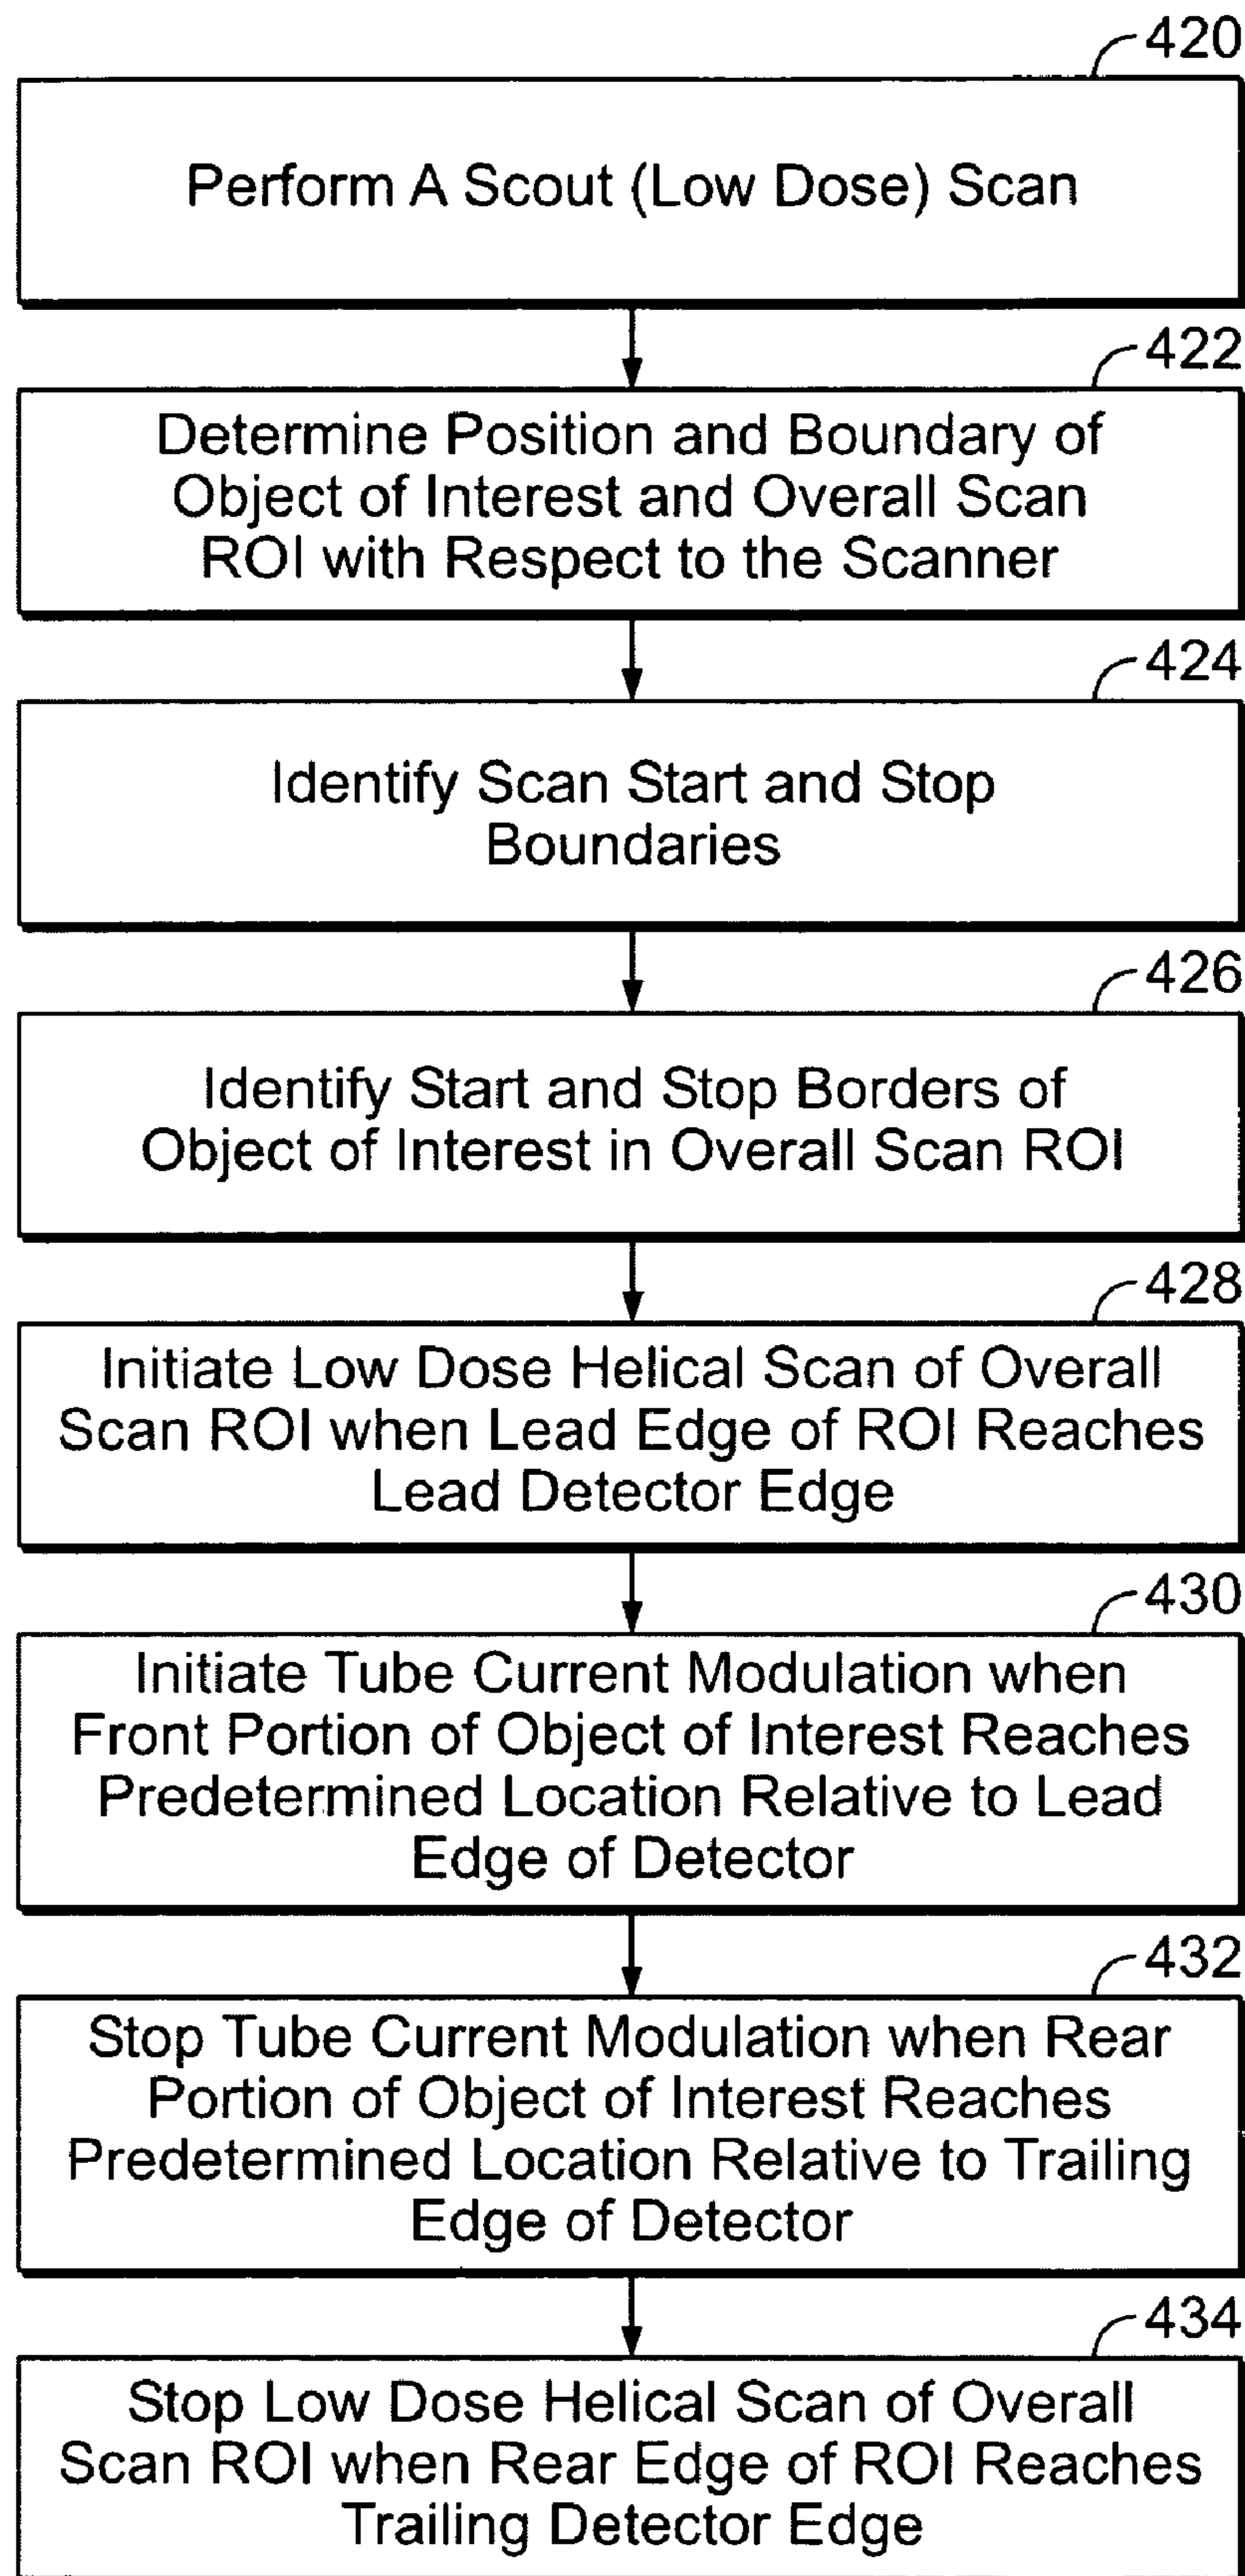 420
Perform A Scout (Low Dose) Scan
422
Determine Position and Boundary of
Object of Interest and Overall Scan
ROI with Respect to the Scanner
424
Identify Scan Start and Stop
Boundaries
426
Identify Start and Stop Borders of
Object of Interest in Overall Scan ROI
428
Initiate Low Dose Helical Scan of Overall
Scan ROI when Lead Edge of ROI Reaches
Lead Detector Edge
430
Initiate Tube Current Modulation when
Front Portion of Object of Interest Reaches
Predetermined Location Relative to Lead
Edge of Detector
432
Stop Tube Current Modulation when Rear
Portion of Object of Interest Reaches
Predetermined Location Relative to Trailing
Edge of Detector
434
Stop Low Dose Helical Scan of Overall
Scan ROI when Rear Edge of ROI Reaches
Trailing Detector Edge